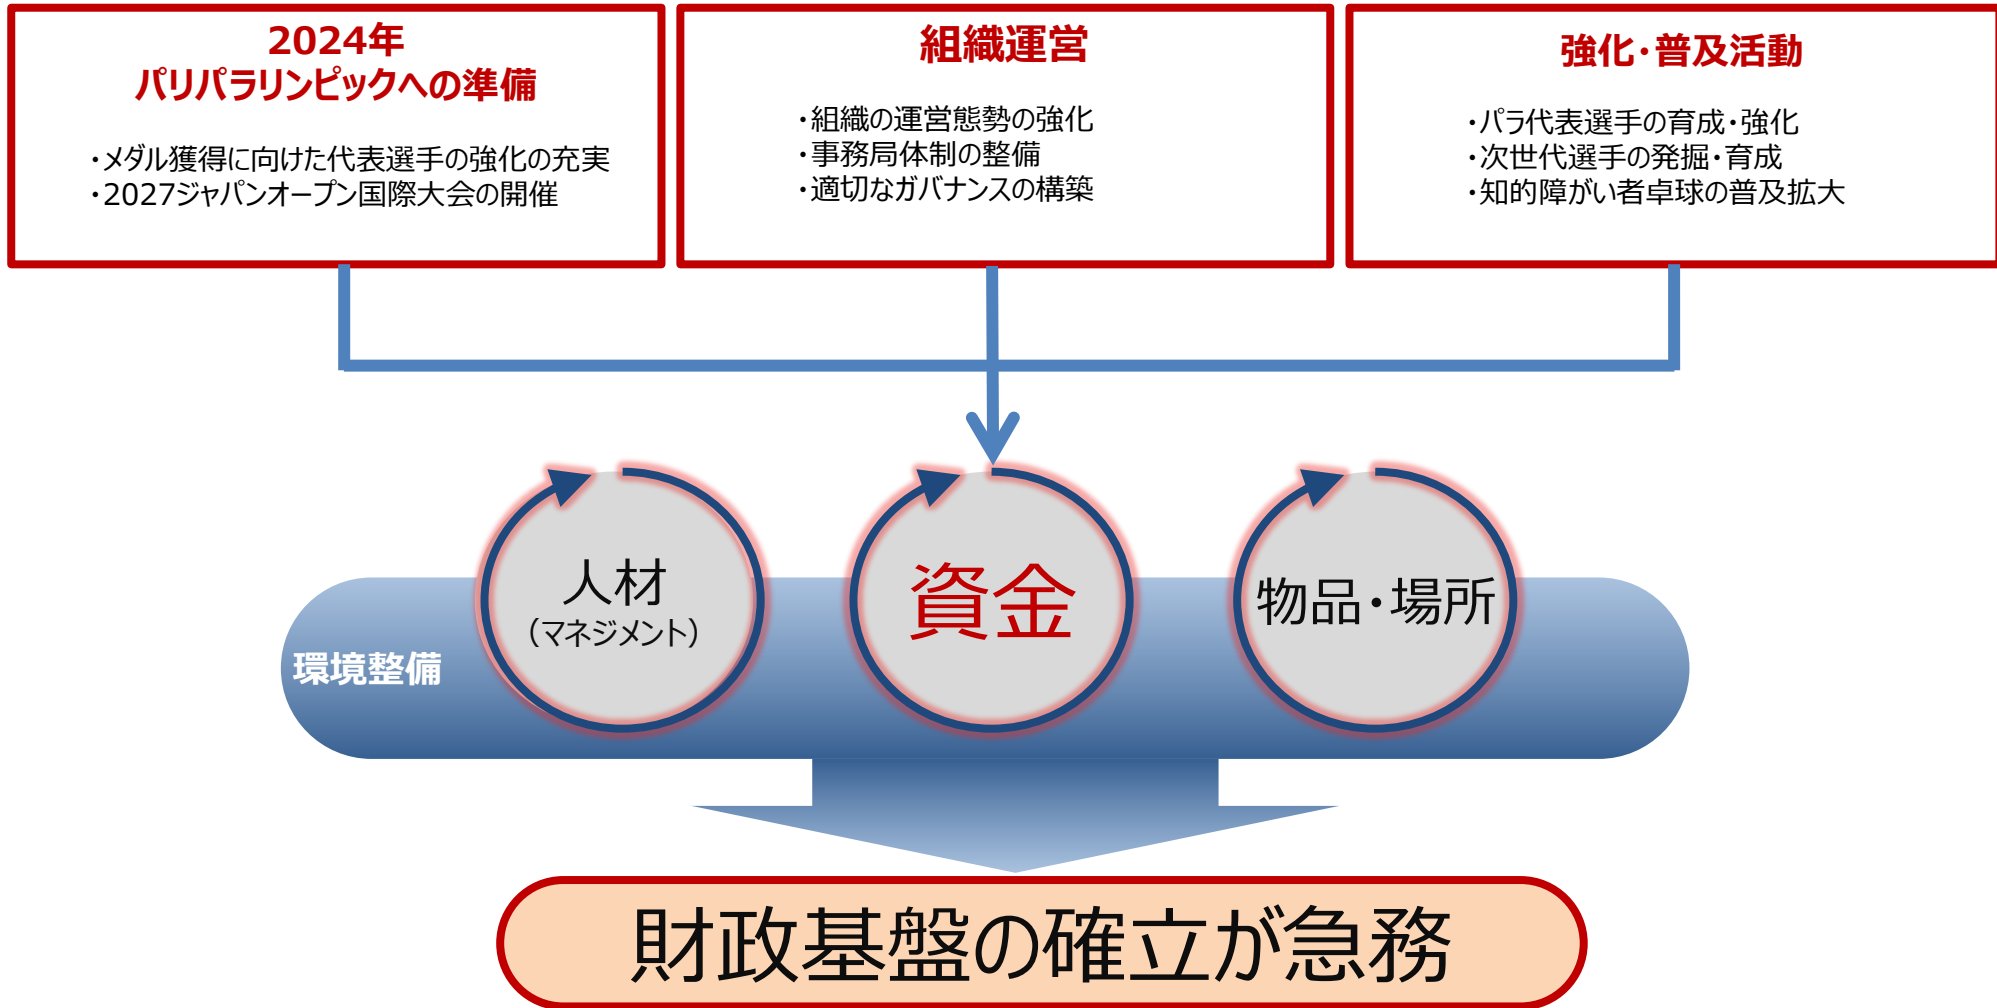 2024年
パリパラリンピックへの準備
・メダル獲得に向けた代表選手の強化の充実
・2027ジャパンオープン国際大会の開催
組織運営
・組織の運営態勢の強化
・事務局体制の整備
・適切なガバナンスの構築
強化・普及活動
・パラ代表選手の育成・強化
・次世代選手の発掘・育成
・知的障がい者卓球の普及拡大
環境整備
人材
（マネジメント）
資金
物品・場所
財政基盤の確立が急務